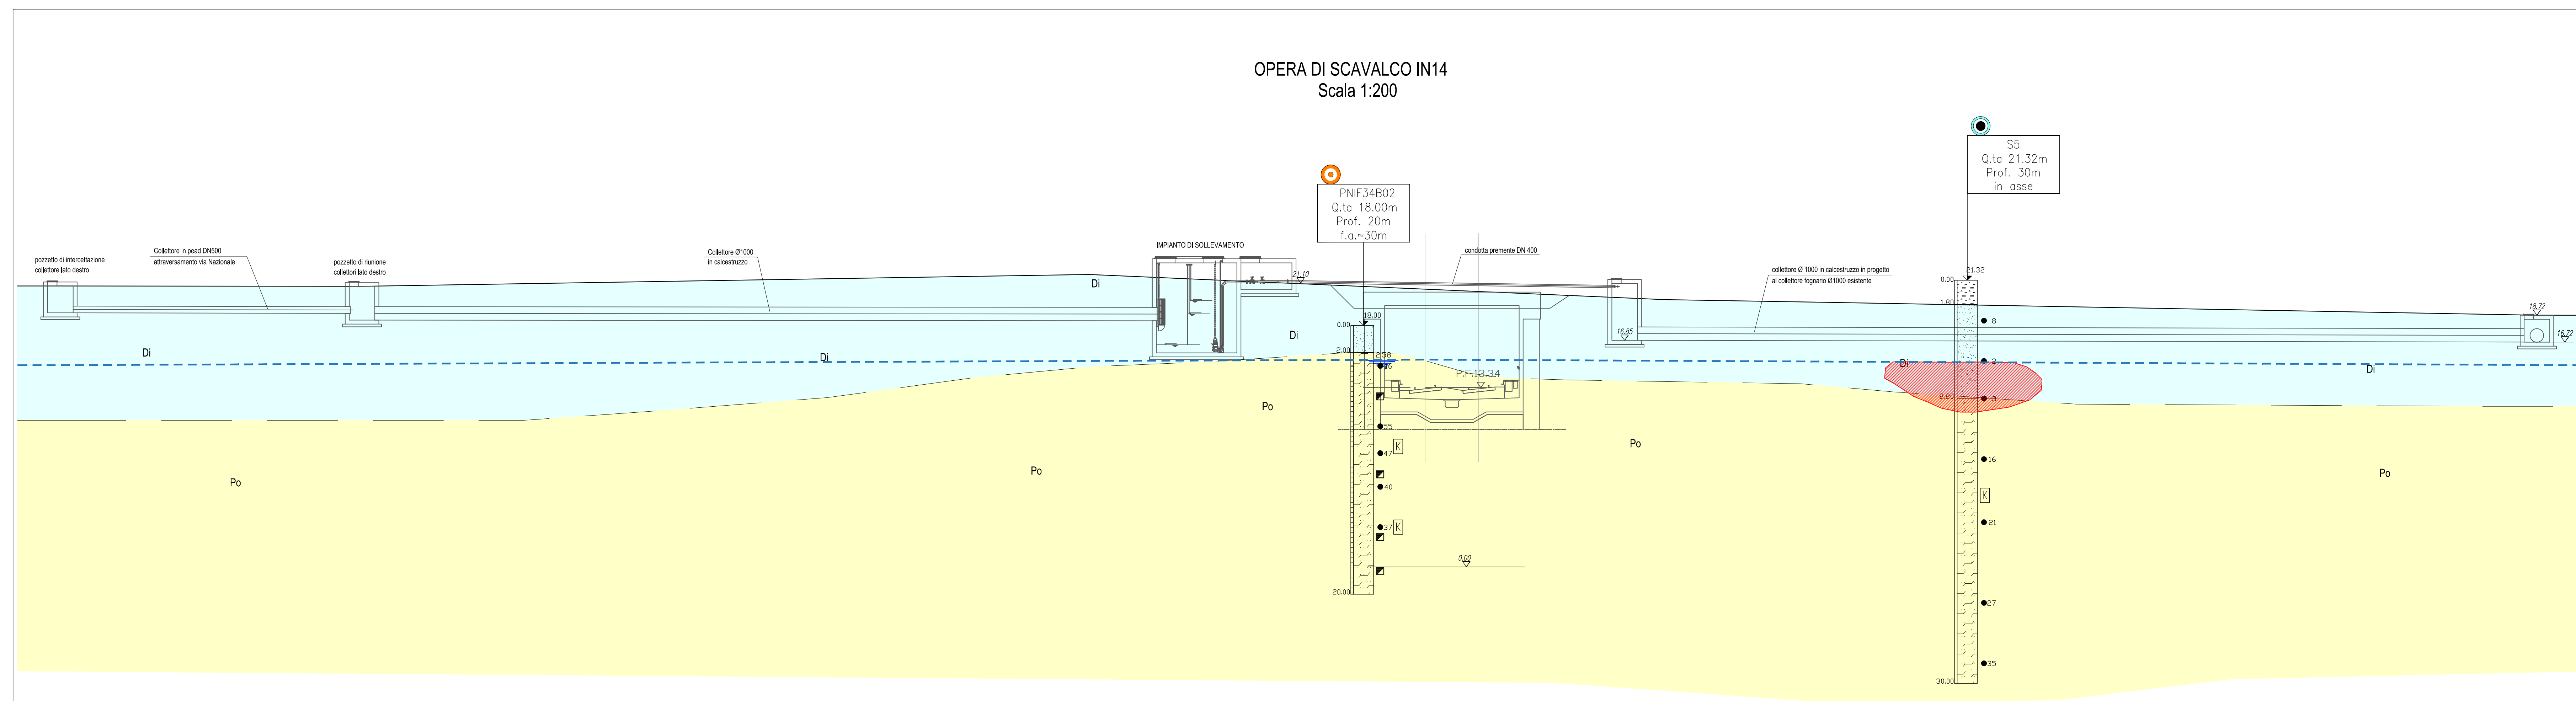 OPERA DI SCAVALCO IN14
Scala 1:200
S5
Q.ta 21.32m
Prof. 30m
in asse
PNIF34B02
Q.ta 18.00m
Prof. 20m
f.a.~30m
pozzetto di intercettazione
collettore lato destro
Collettore in pead DN500
attraversamento via Nazionale
pozzetto di riunione
collettori lato destro
Collettore Ø1000
in calcestruzzo
IMPIANTO DI SOLLEVAMENTO
21.10
condotta premente DN 400
collettore Ø 1000 in calcestruzzo in progetto
al collettore fognario Ø1000 esistente
21.32
0.00
1.80
8
2
8.80
3
16
K
21
27
35
30.00
18.72
16.72
16.85
18.00
0.00
2.00
2.58
16
P.F.13.34
55
K
47
40
37
K
0.00
20.00
Di
Di
Di
Di
Di
Di
Po
Po
Po
Po
Po